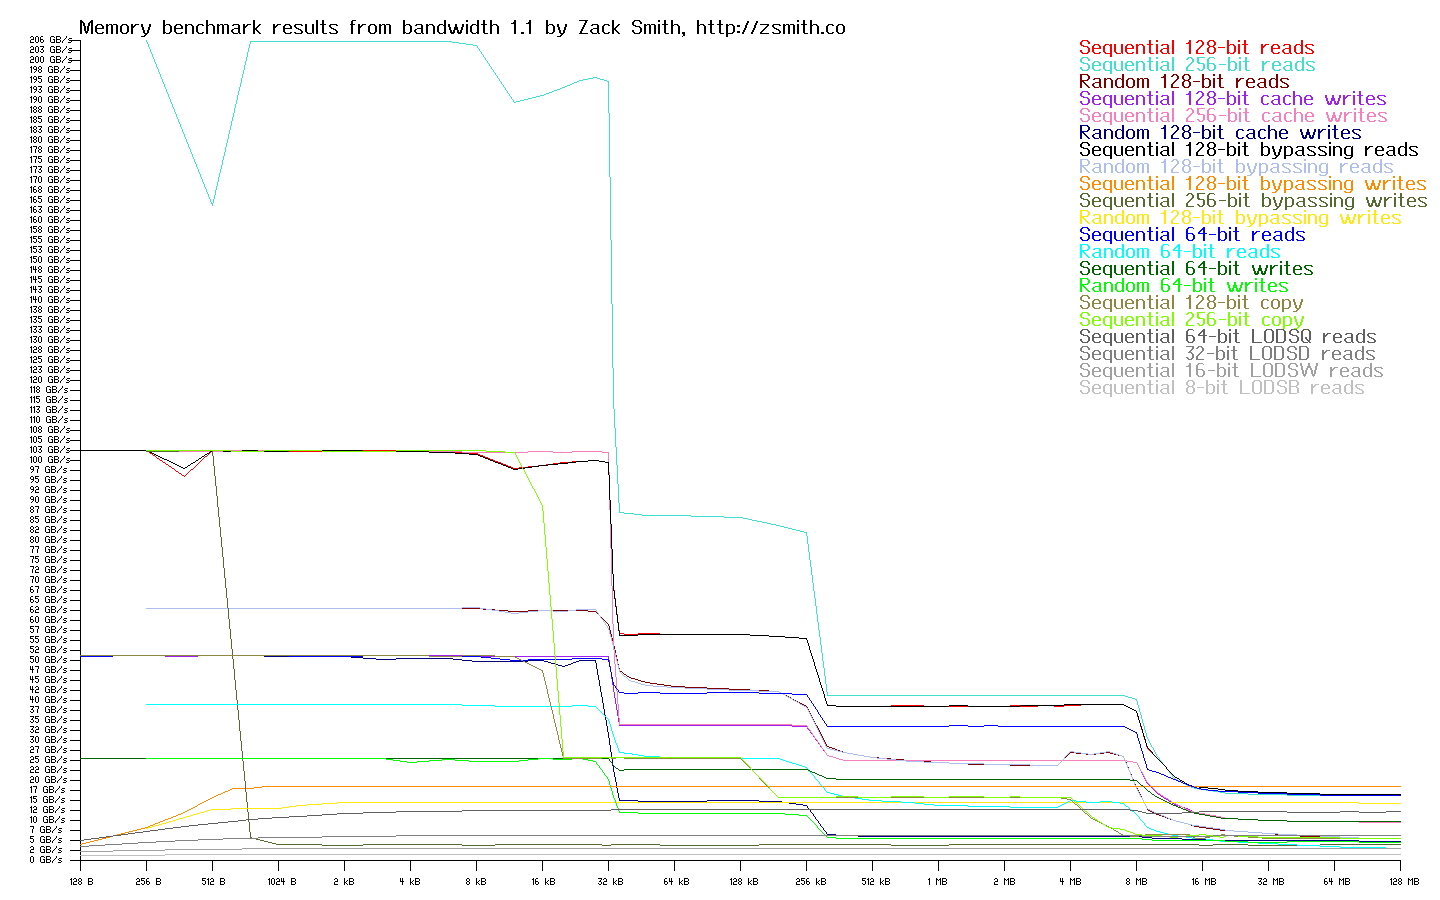 Memory benchmark results from bandwidth 1.1 by Zack Smith, http://zsmith.co
206 GB/s
203 GB/s
200 GB/s
198 GB/s
195 GB/s
193 GB/s
190 GB/s
188 GB/s
185 GB/s
183 GB/s
180 GB/s
178 GB/s
175 GB/s
173 GB/s
170 GB/s
168 GB/s
165 GB/s
163 GB/s
160 GB/s
158 GB/s
155 GB/s
153 GB/s
150 GB/s
148 GB/s
145 GB/s
143 GB/s
140 GB/s
138 GB/s
135 GB/s
133 GB/s
130 GB/s
128 GB/s
125 GB/s
123 GB/s
120 GB/s
118 GB/s
115 GB/s
113 GB/s
110 GB/s
108 GB/s
105 GB/s
103 GB/s
100 GB/s
97 GB/s
95 GB/s
92 GB/s
90 GB/s
87 GB/s
85 GB/s
82 GB/s
80 GB/s
77 GB/s
75 GB/s
72 GB/s
70 GB/s
67 GB/s
65 GB/s
62 GB/s
60 GB/s
57 GB/s
55 GB/s
52 GB/s
50 GB/s
47 GB/s
45 GB/s
42 GB/s
40 GB/s
37 GB/s
35 GB/s
32 GB/s
30 GB/s
27 GB/s
25 GB/s
22 GB/s
20 GB/s
17 GB/s
15 GB/s
12 GB/s
10 GB/s
7 GB/s
5 GB/s
2 GB/s
0 GB/s
128 B 256 B 512 B 1024 B 2 kB 4 kB 8 kB 16 kB 32 kB 64 kB 128 kB 256 kB 512 kB 1 MB 2 MB 4 MB 8 MB 16 MB 32 MB 64 MB 128 MB
Sequential 128-bit reads
Sequential 256-bit reads
Random 128-bit reads
Sequential 128-bit cache writes
Sequential 256-bit cache writes
Random 128-bit cache writes
Sequential 128-bit bypassing reads
Random 128-bit bypassing reads
Sequential 128-bit bypassing writes
Sequential 256-bit bypassing writes
Random 128-bit bypassing writes
Sequential 64-bit reads
Random 64-bit reads
Sequential 64-bit writes
Random 64-bit writes
Sequential 128-bit copy
Sequential 256-bit copy
Sequential 64-bit LODSQ reads
Sequential 32-bit LODSD reads
Sequential 16-bit LODSW reads
Sequential 8-bit LODSB reads